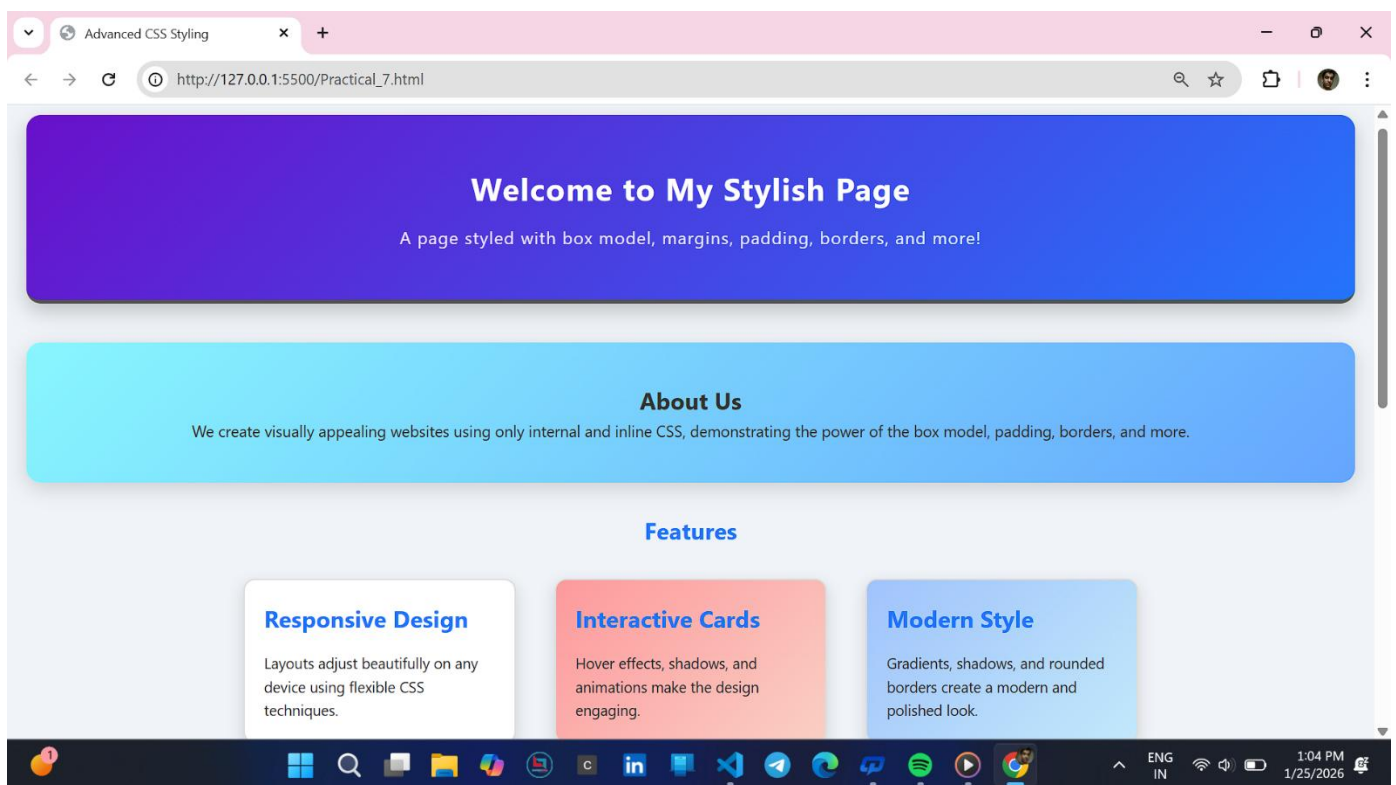 Advanced CSS Styling
http://127.0.0.1:5500/Practical_7.html
Welcome to My Stylish Page
A page styled with box model, margins, padding, borders, and more!
About Us
We create visually appealing websites using only internal and inline CSS, demonstrating the power of the box model, padding, borders, and more.
Features
Responsive Design
Layouts adjust beautifully on any
device using flexible CSS
techniques.
Interactive Cards
Hover effects, shadows, and
animations make the design
engaging.
Modern Style
Gradients, shadows, and rounded
borders create a modern and
polished look.
1
C
in
ENG
IN
1:04 PM
1/25/2026